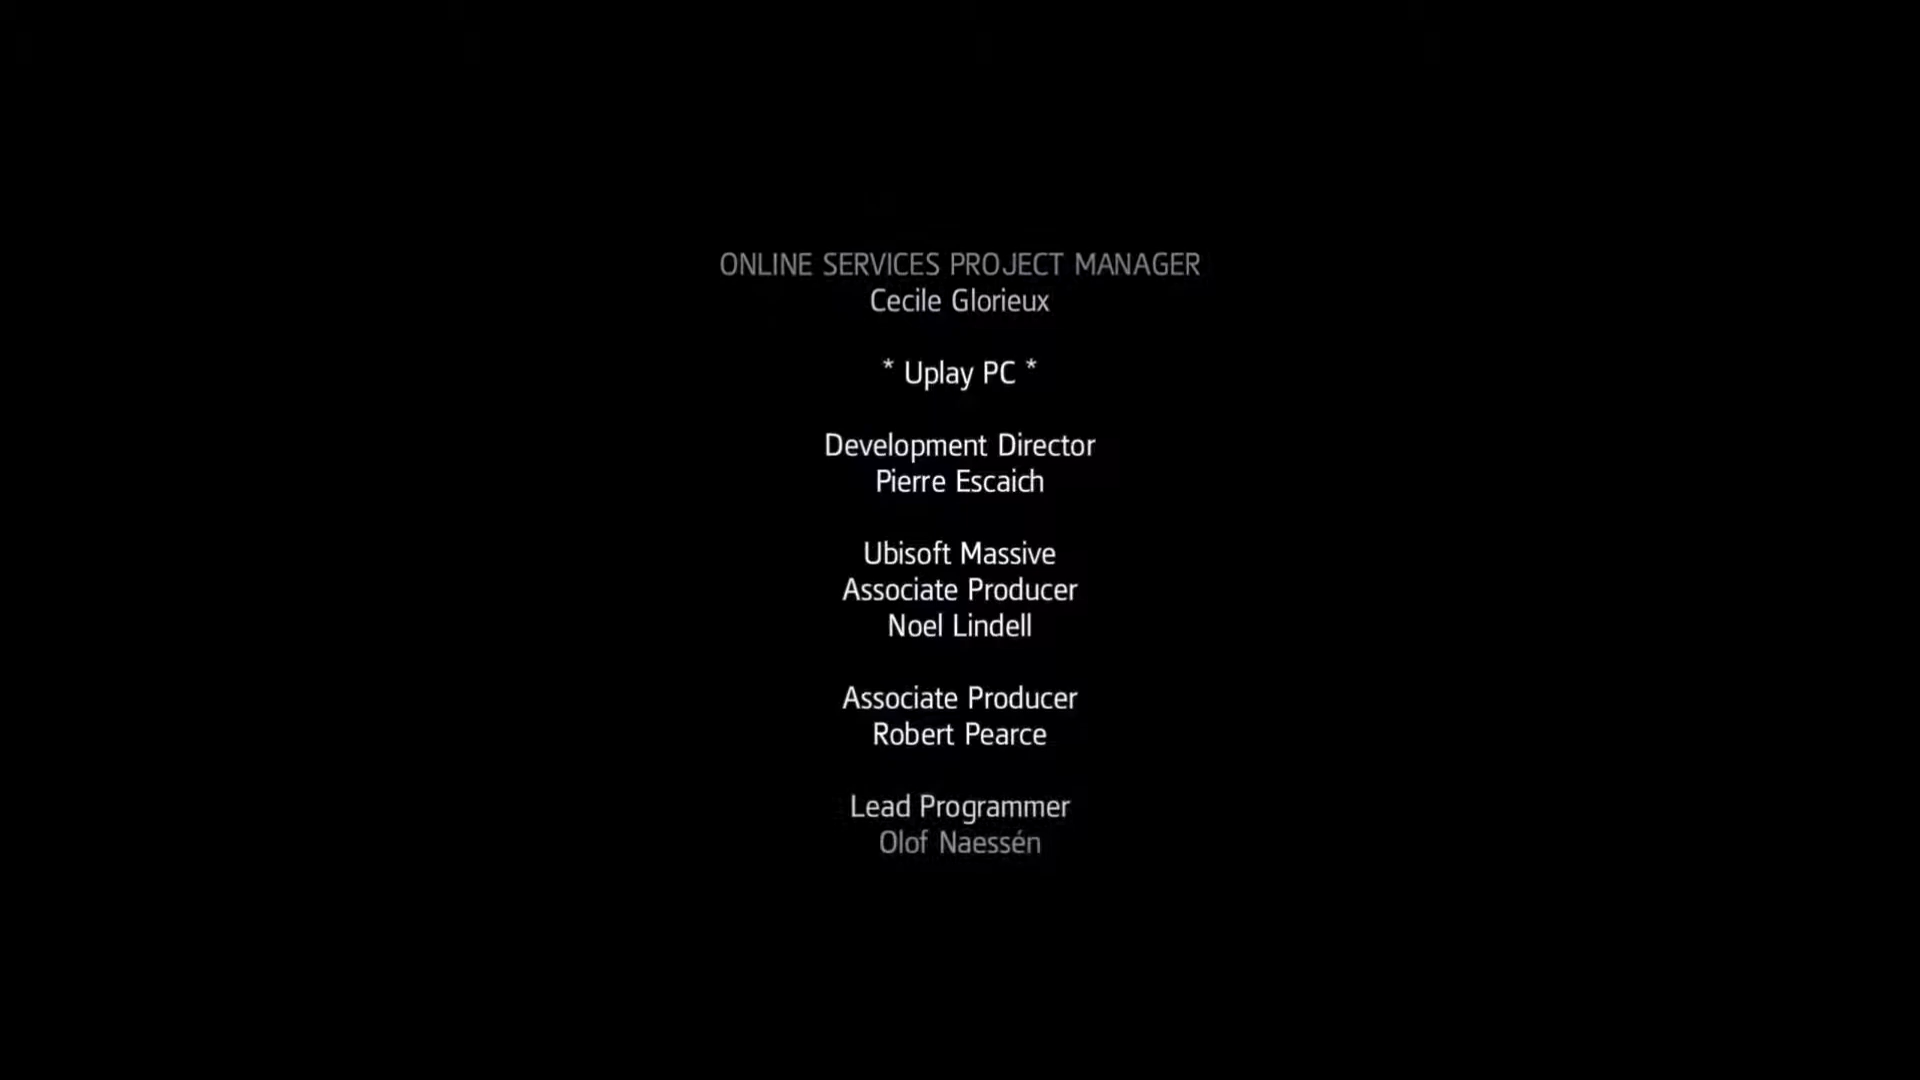 ONLINE SERVICES PROJECT MANAGER
Cecile Glorieux
* Uplay PC *
Development Director
Pierre Escaich
Ubisoft Massive
Associate Producer
Noel Lindell
Associate Producer
Robert Pearce
Lead Programmer
Olof Naessén